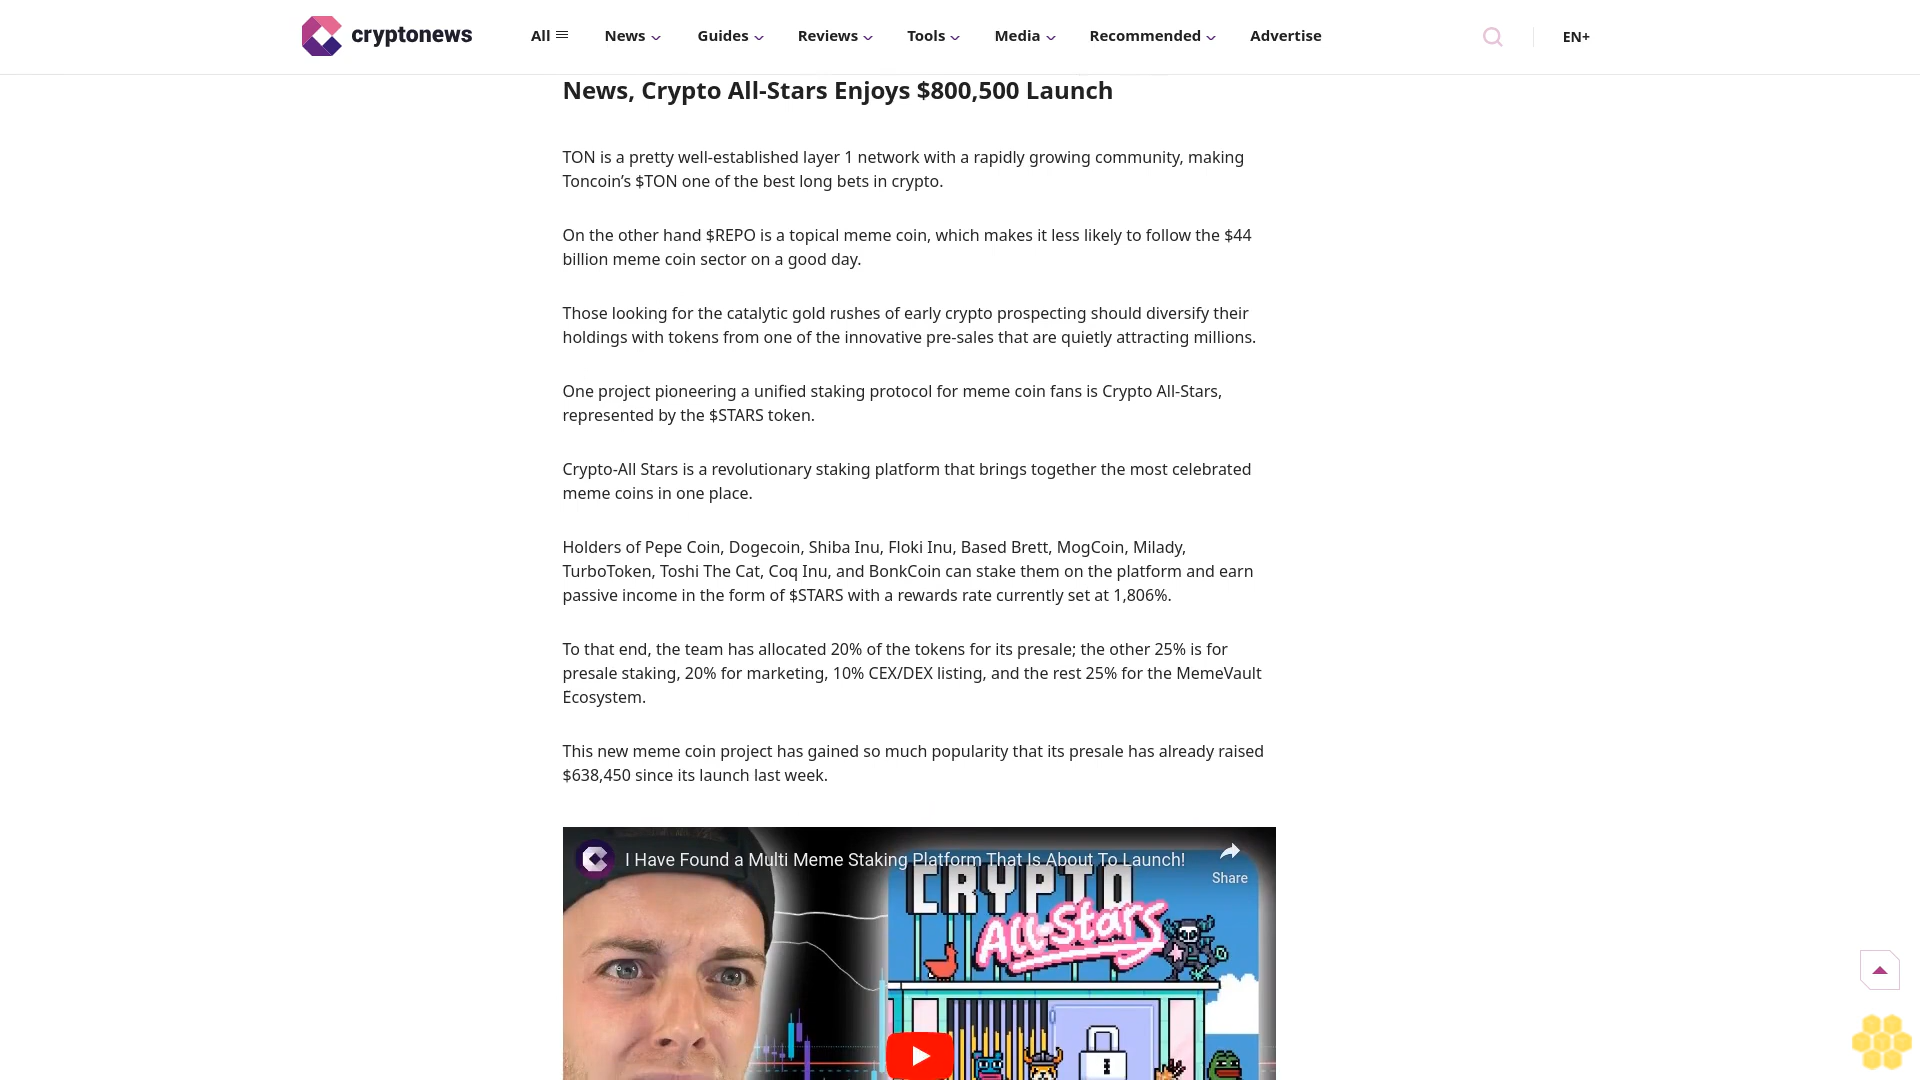 cryptonews
All News Guides Reviews Tools Media Recommended Advertise EN+
News, Crypto All-Stars Enjoys $800,500 Launch
TON is a pretty well-established layer 1 network with a rapidly growing community, making
Toncoin’s $TON one of the best long bets in crypto.
On the other hand $REPO is a topical meme coin, which makes it less likely to follow the $44
billion meme coin sector on a good day.
Those looking for the catalytic gold rushes of early crypto prospecting should diversify their
holdings with tokens from one of the innovative pre-sales that are quietly attracting millions.
One project pioneering a unified staking protocol for meme coin fans is Crypto All-Stars,
represented by the $STARS token.
Crypto-All Stars is a revolutionary staking platform that brings together the most celebrated
meme coins in one place.
Holders of Pepe Coin, Dogecoin, Shiba Inu, Floki Inu, Based Brett, MogCoin, Milady,
TurboToken, Toshi The Cat, Coq Inu, and BonkCoin can stake them on the platform and earn
passive income in the form of $STARS with a rewards rate currently set at 1,806%.
To that end, the team has allocated 20% of the tokens for its presale; the other 25% is for
presale staking, 20% for marketing, 10% CEX/DEX listing, and the rest 25% for the MemeVault
Ecosystem.
This new meme coin project has gained so much popularity that its presale has already raised
$638,450 since its launch last week.
I Have Found a Multi Meme Staking Platform That Is About To Launch!
Share
CRYPTO
All Stars